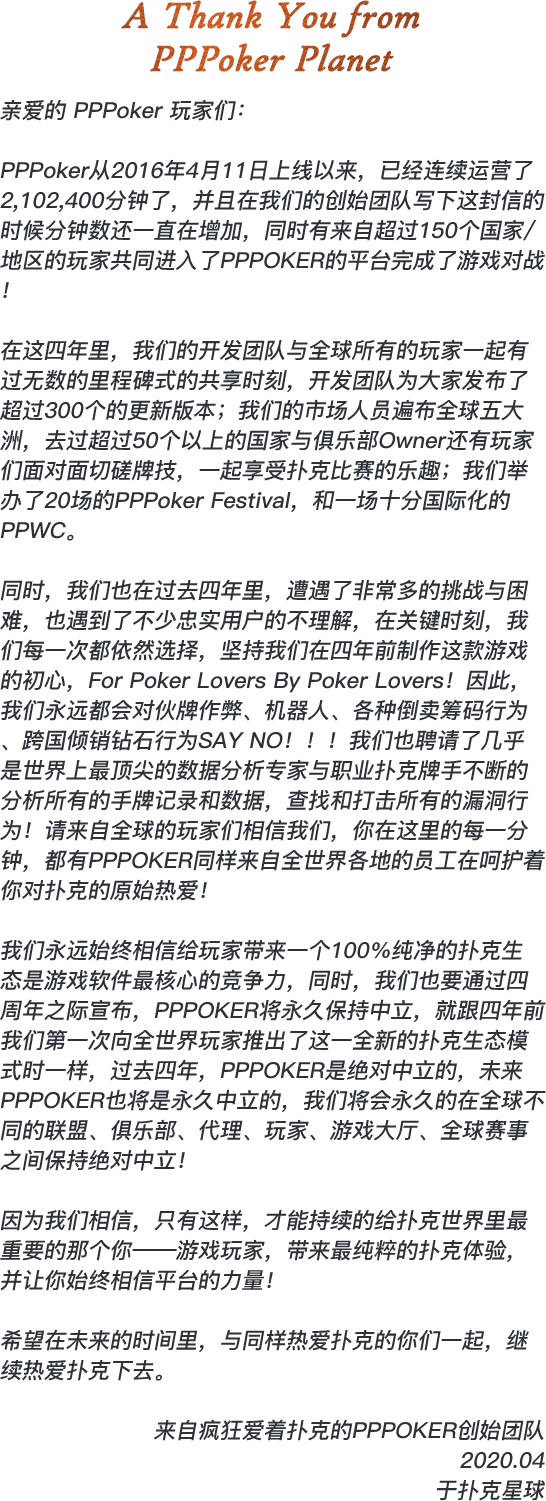 A Thank You from
PPPoker Planet
亲爱的 PPPoker 玩家们：
PPPoker从2016年4月11日上线以来，已经连续运营了
2,102,400分钟了，并且在我们的创始团队写下这封信的
时候分钟数还一直在增加，同时有来自超过150个国家/
地区的玩家共同进入了PPPOKER的平台完成了游戏对战
！
在这四年里，我们的开发团队与全球所有的玩家一起有
过无数的里程碑式的共享时刻，开发团队为大家发布了
超过300个的更新版本；我们的市场人员遍布全球五大
洲，去过超过50个以上的国家与俱乐部Owner还有玩家
们面对面切磋牌技，一起享受扑克比赛的乐趣；我们举
办了20场的PPPoker Festival，和一场十分国际化的
PPWC。
同时，我们也在过去四年里，遭遇了非常多的挑战与困
难，也遇到了不少忠实用户的不理解，在关键时刻，我
们每一次都依然选择，坚持我们在四年前制作这款游戏
的初心，For Poker Lovers By Poker Lovers！因此，
我们永远都会对伙牌作弊、机器人、各种倒卖筹码行为
、跨国倾销钻石行为SAY NO！！！我们也聘请了几乎
是世界上最顶尖的数据分析专家与职业扑克牌手不断的
分析所有的手牌记录和数据，查找和打击所有的漏洞行
为！请来自全球的玩家们相信我们，你在这里的每一分
钟，都有PPPOKER同样来自全世界各地的员工在呵护着
你对扑克的原始热爱！
我们永远始终相信给玩家带来一个100%纯净的扑克生
态是游戏软件最核心的竞争力，同时，我们也要通过四
周年之际宣布，PPPOKER将永久保持中立，就跟四年前
我们第一次向全世界玩家推出了这一全新的扑克生态模
式时一样，过去四年，PPPOKER是绝对中立的，未来
PPPOKER也将是永久中立的，我们将会永久的在全球不
同的联盟、俱乐部、代理、玩家、游戏大厅、全球赛事
之间保持绝对中立！
因为我们相信，只有这样，才能持续的给扑克世界里最
重要的那个你——游戏玩家，带来最纯粹的扑克体验，
并让你始终相信平台的力量！
希望在未来的时间里，与同样热爱扑克的你们一起，继
续热爱扑克下去。
来自疯狂爱着扑克的PPPOKER创始团队
2020.04
于扑克星球